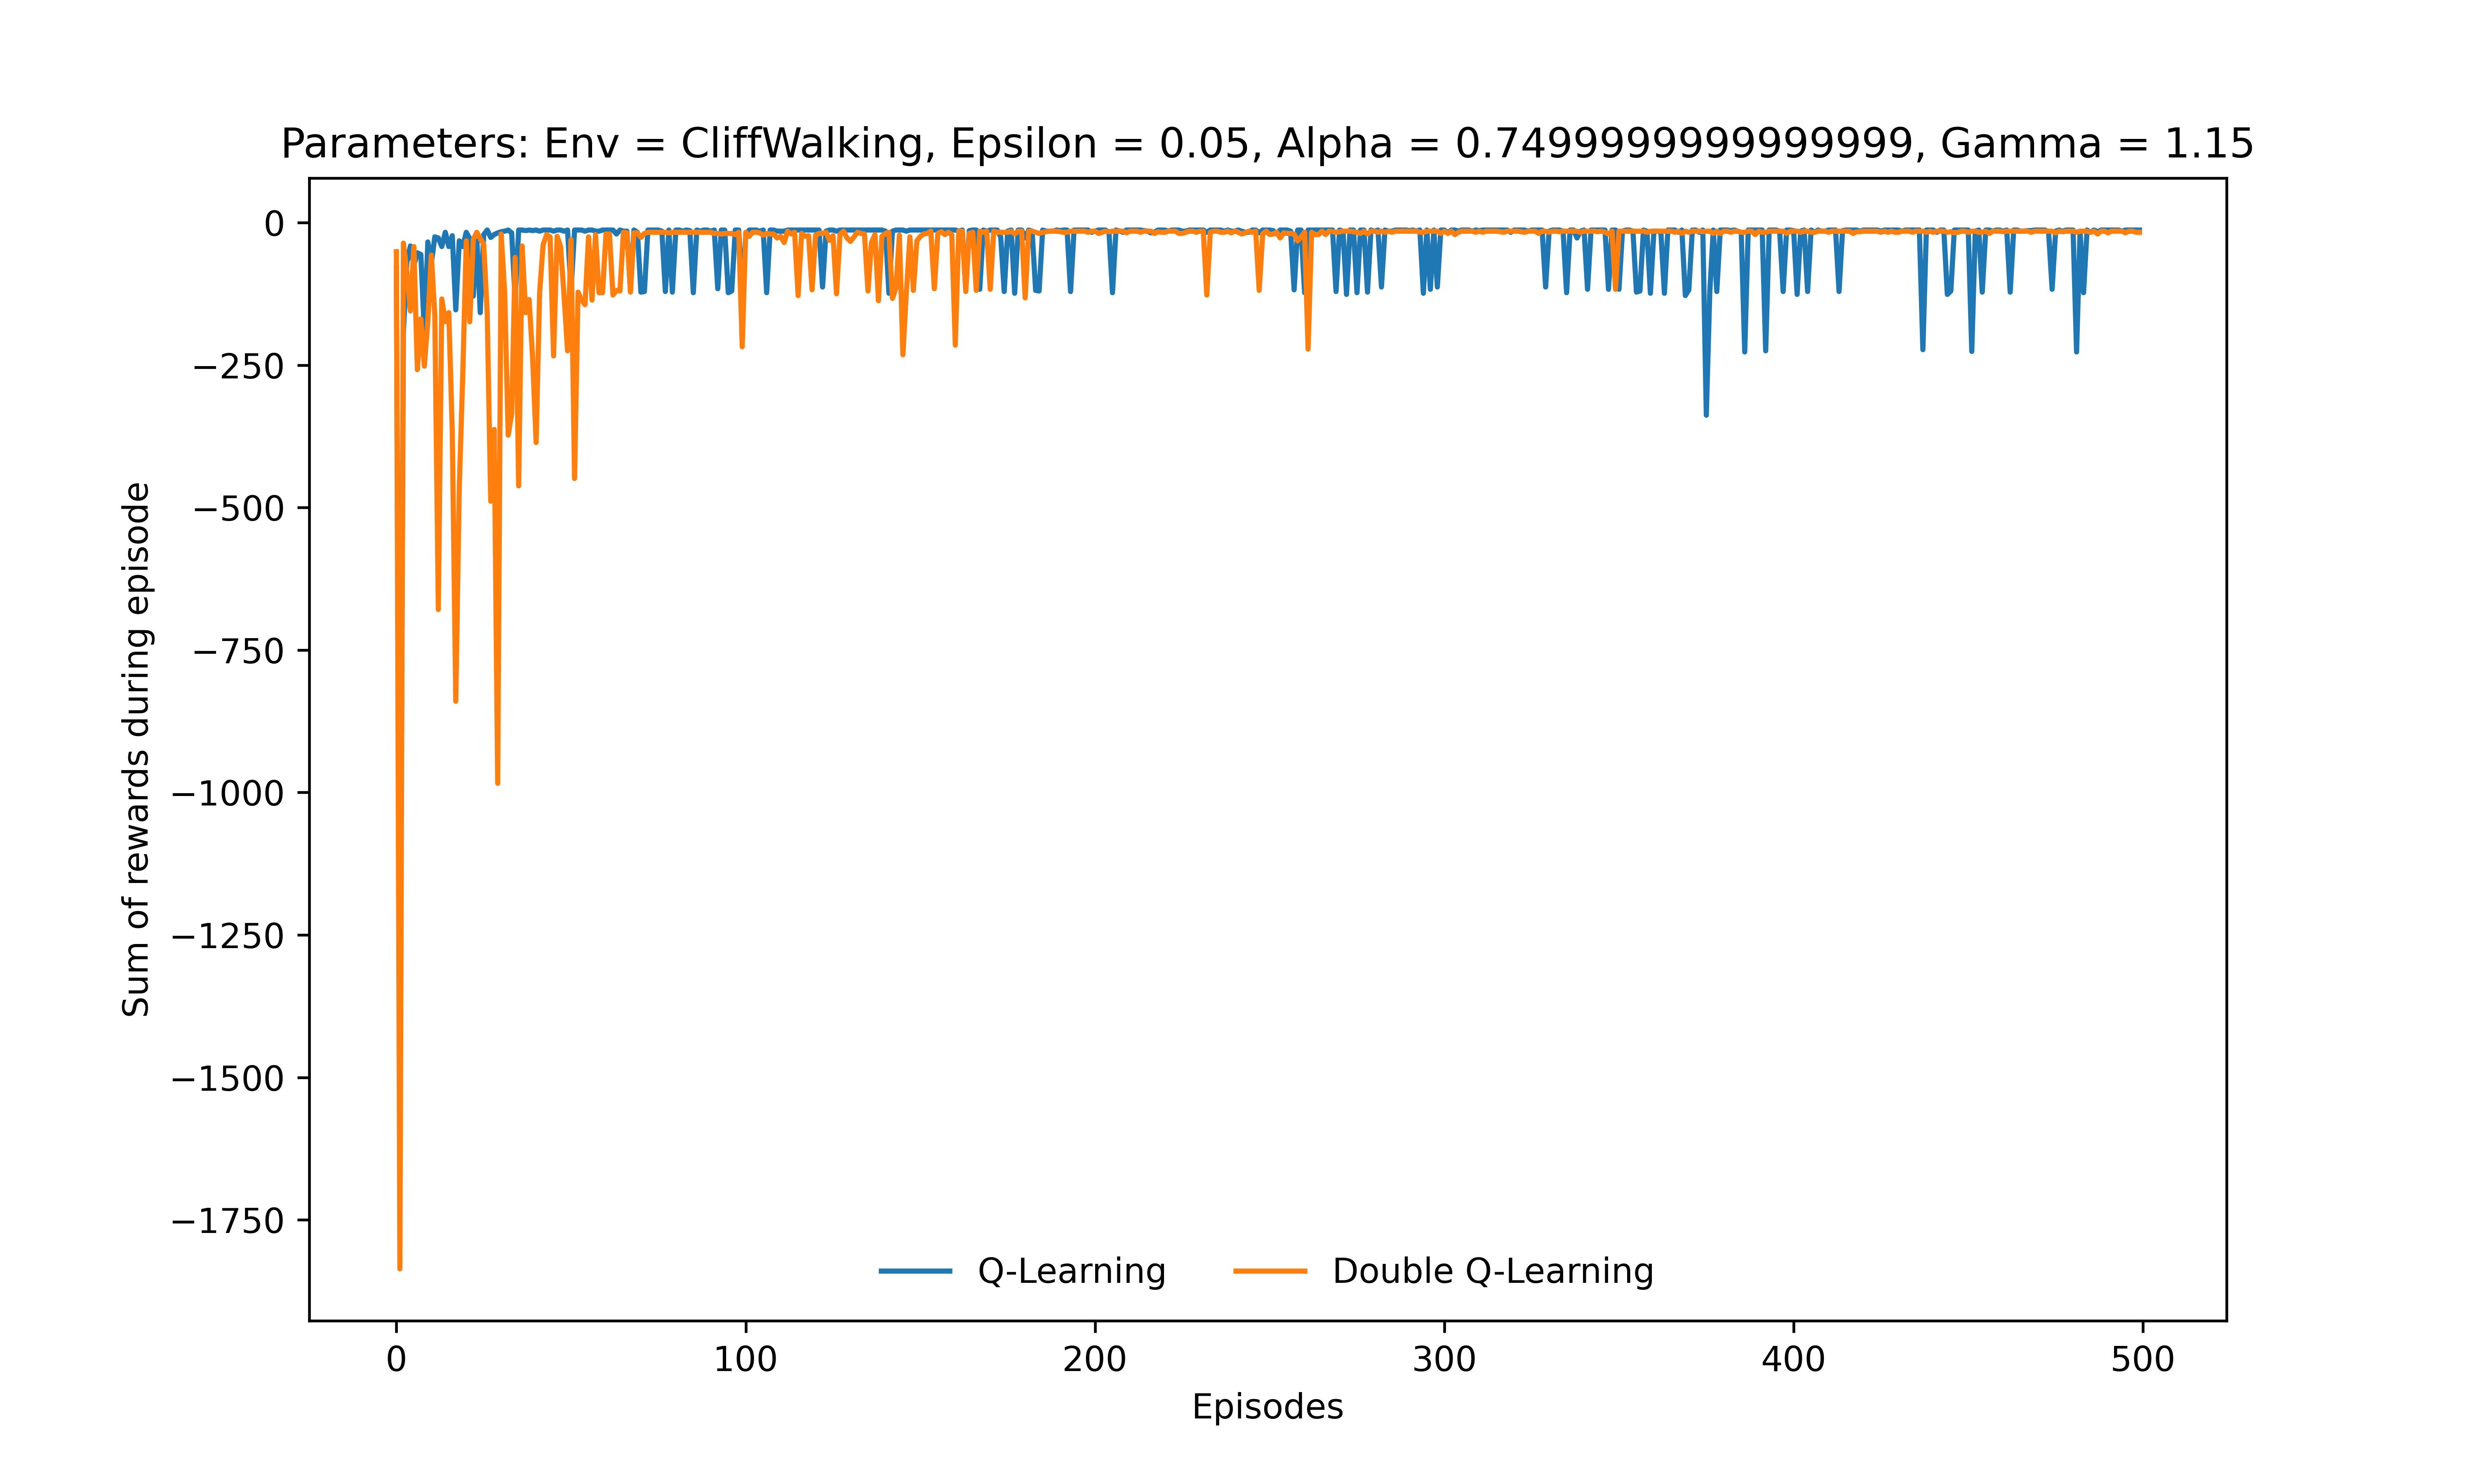 Parameters: Env = CliffWalking, Epsilon = 0.05, Alpha = 0.7499999999999999, Gamma = 1.15
Sum of rewards during episode
0
−250
−500
−750
−1000
−1250
−1500
−1750
Q-Learning
Double Q-Learning
0
100
200
300
400
500
Episodes